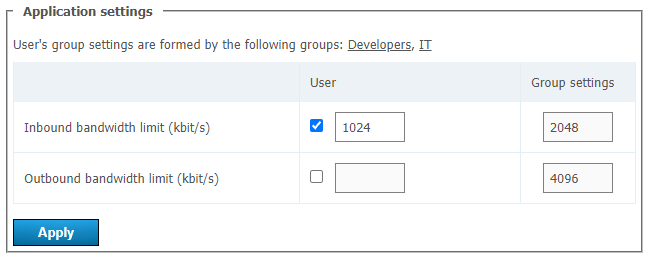 Application settings
User's group settings are formed by the following groups: Developers, IT
User Group settings
Inbound bandwidth limit (kbit/s) 1024 2048
Outbound bandwidth limit (kbit/s) 4096
Apply